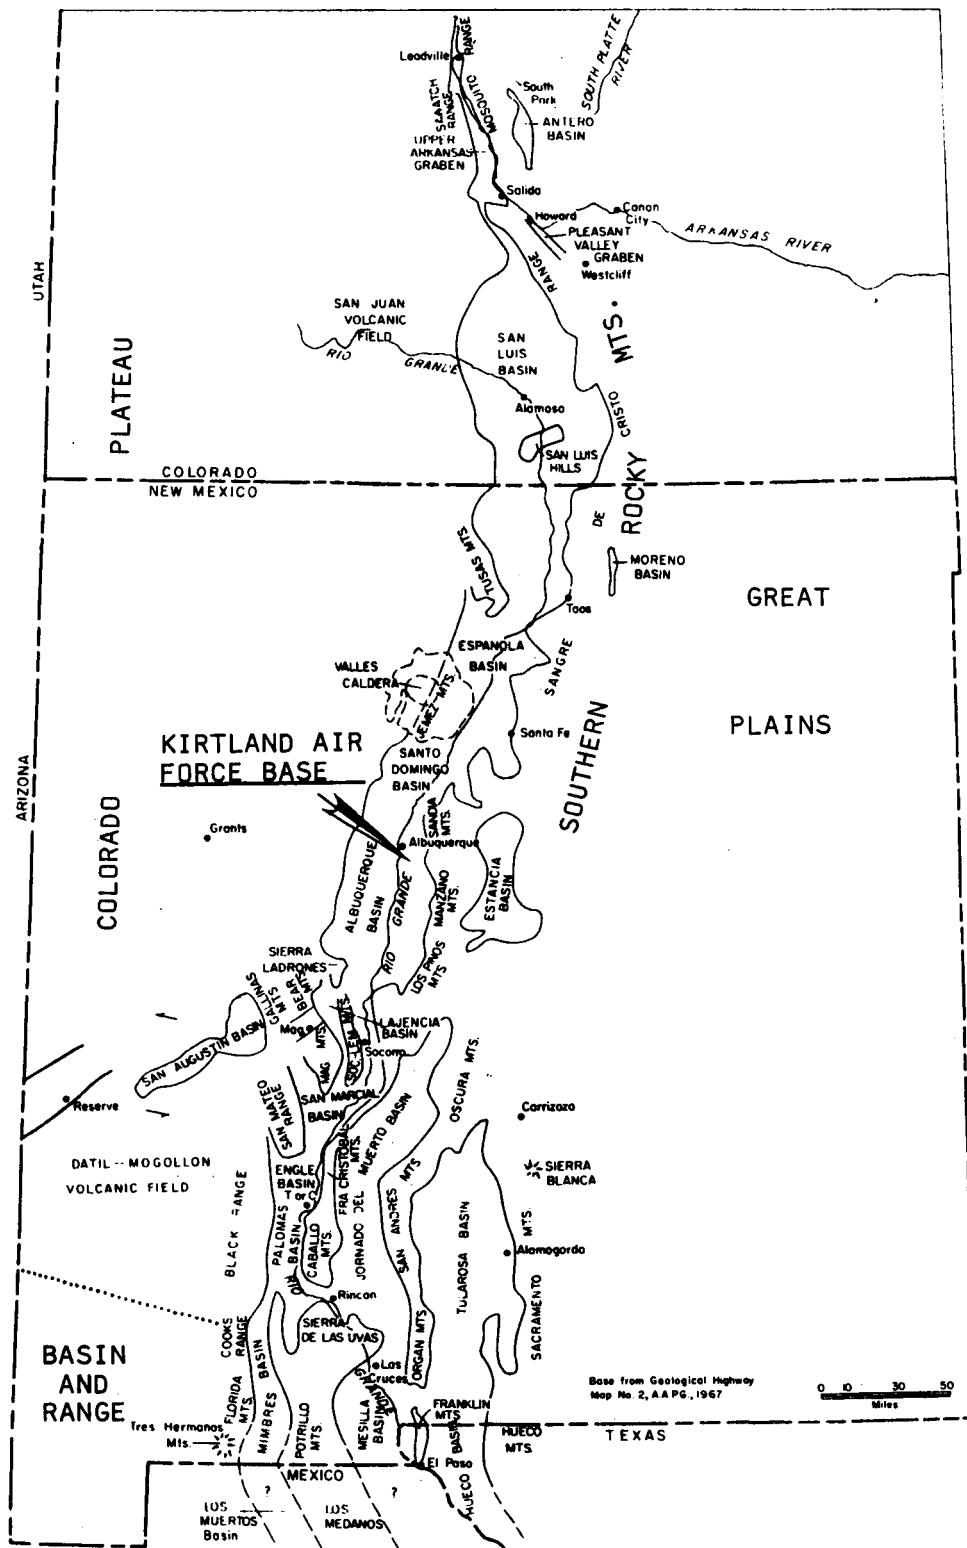 RANGE
Leadville
SOUTH PLATTE
RIVER
South
Park
ANTERO
BASIN
MOSQUITO
RANGE
UPPER
ARKANSAS
GRABEN
Salida
Howard
Canon
City
ARKANSAS RIVER
PLEASANT
VALLEY
GRABEN
Westcliff
RANGE
UTAH
SAN JUAN
VOLCANIC
FIELD
RIO GRANDE
SAN
LUIS
BASIN
MTS.
PLATEAU
Alamosa
CRISTO
SAN LUIS
HILLS
COLORADO
NEW MEXICO
ROCKY
DE
TUSAS MTS.
MORENO
BASIN
Taos
GREAT
ESPANOLA
BASIN
SANGRE
VALLES
CALDERA
JEMEZ MTS.
PLAINS
Santa Fe
KIRTLAND AIR
FORCE BASE
SANTO
DOMINGO
BASIN
SOUTHERN
ARIZONA
COLORADO
Grants
SANDIA
MTS.
Albuquerque
ALBUQUERQUE
BASIN
RIO GRANDE
MANZANO
MTS.
ESTANCIA
BASIN
SIERRA
LADRONES
LOS PINOS
MTS
GALLINAS
MTS
BEAR
MTS
Mag
MTS.
LAJENCIA
BASIN
SOC-LEM MTS.
Socorro
SAN AUGUSTIN BASIN
MAG
Reserve
SAN MATEO
RANGE
SAN MARCIAL
BASIN
OSCURA MTS.
Carrizozo
DATIL--MOGOLLON
VOLCANIC FIELD
ENGLE
BASIN
T or C
FRA CRISTOBAL
MTS.
JORNADO DEL MUERTO BASIN
SIERRA
BLANCA
BLACK RANGE
PALOMAS
BASIN
CABALLO
MTS.
SAN ANDRES MTS
TULAROSA BASIN
Alamogordo
SACRAMENTO MTS.
RIO
Rincon
SIERRA
DE LAS UVAS
COOKS
RANGE
BASIN
AND
RANGE
Las
Cruces
ORGAN MTS
Base from Geological Highway
Map No. 2, AAPG., 1967
0 10 30 50
Miles
FLORIDA
MTS.
MIMBRES BASIN
POTRILLO
MTS.
MESILLA
BASIN
FRANKLIN
MTS
HUECO
MTS.
TEXAS
Tres Hermanas
Mts.
El Paso
HUECO BASIN
MEXICO
?
?
LOS
MUERTOS
Basin
LOS
MEDANOS